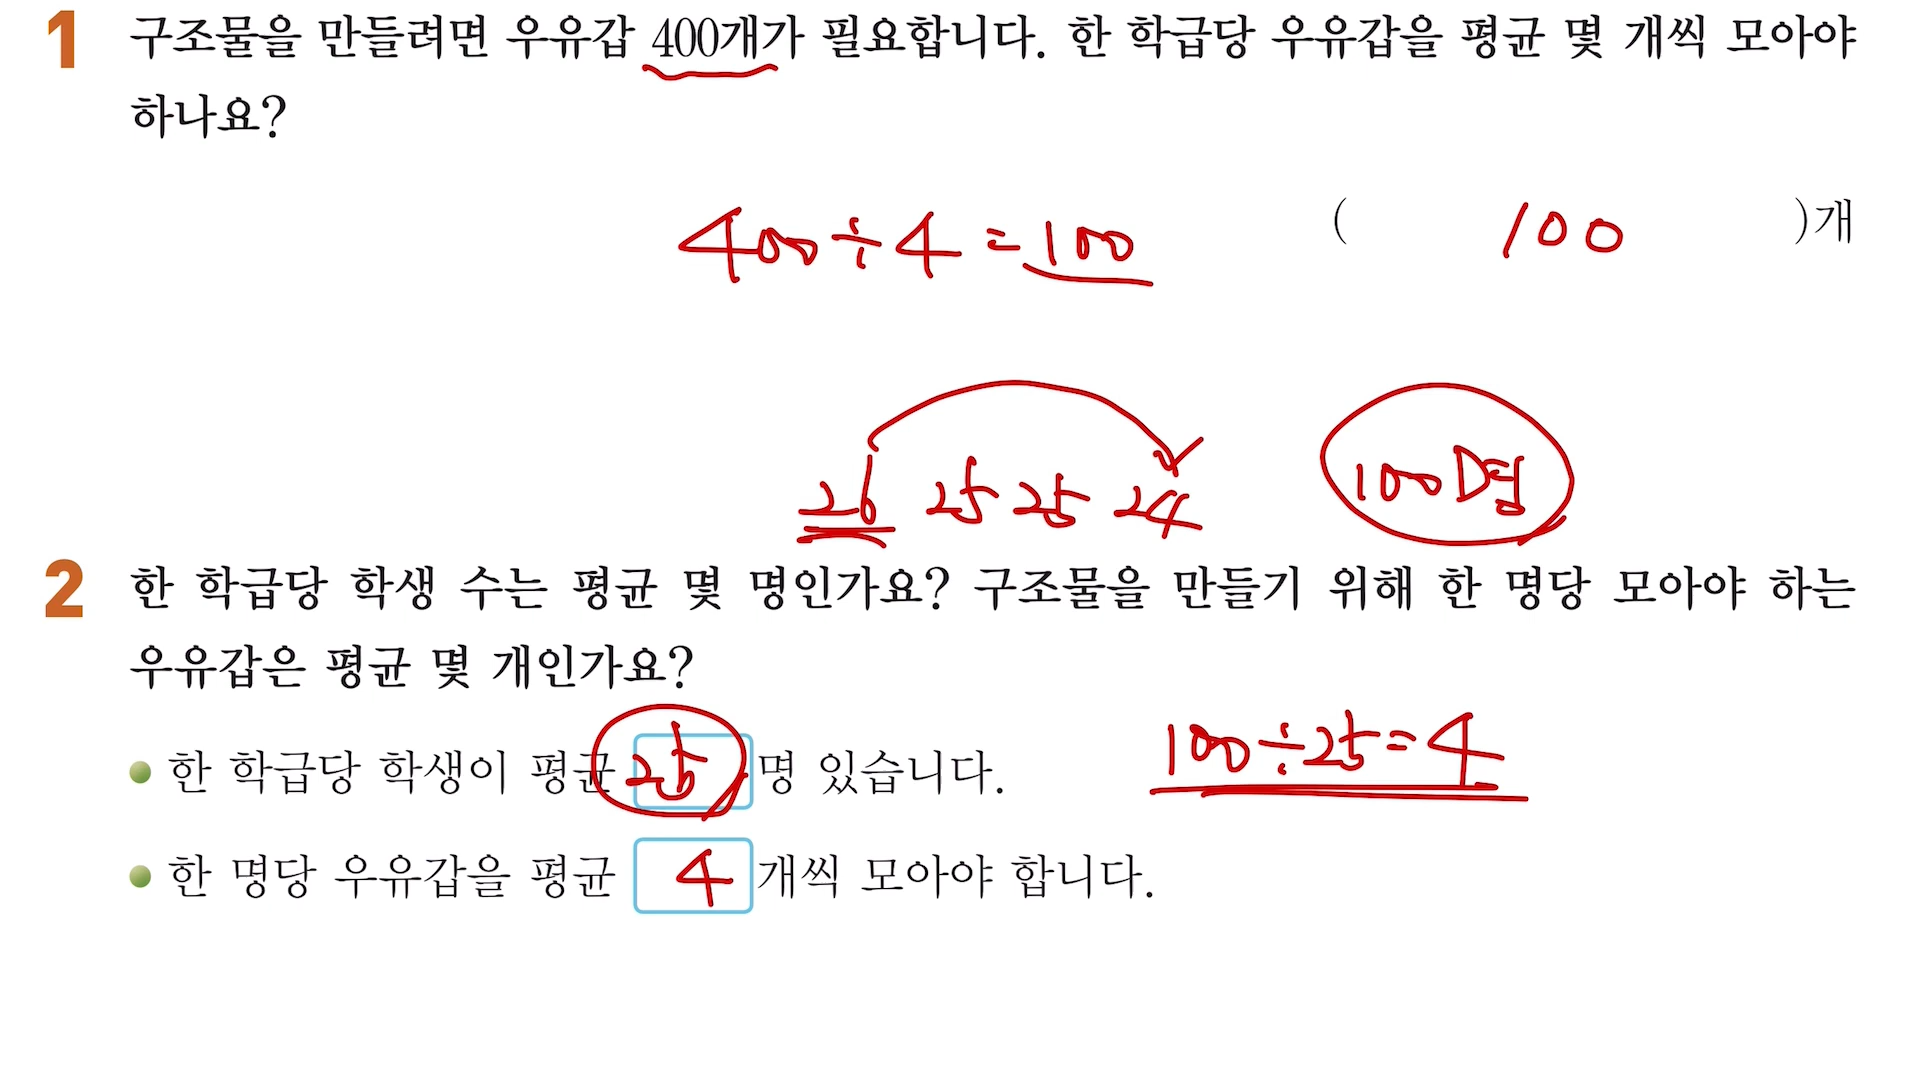 1 구조물을 만들려면 우유갑 400개가 필요합니다. 한 학급당 우유갑을 평균 몇 개씩 모아야
하나요?
400÷4=100 ( 100 )개
26 25 25 24 100명
2 한 학급당 학생 수는 평균 몇 명인가요? 구조물을 만들기 위해 한 명당 모아야 하는
우유갑은 평균 몇 개인가요?
한 학급당 학생이 평균 25 명 있습니다. 100÷25=4
한 명당 우유갑을 평균 4 개씩 모아야 합니다.